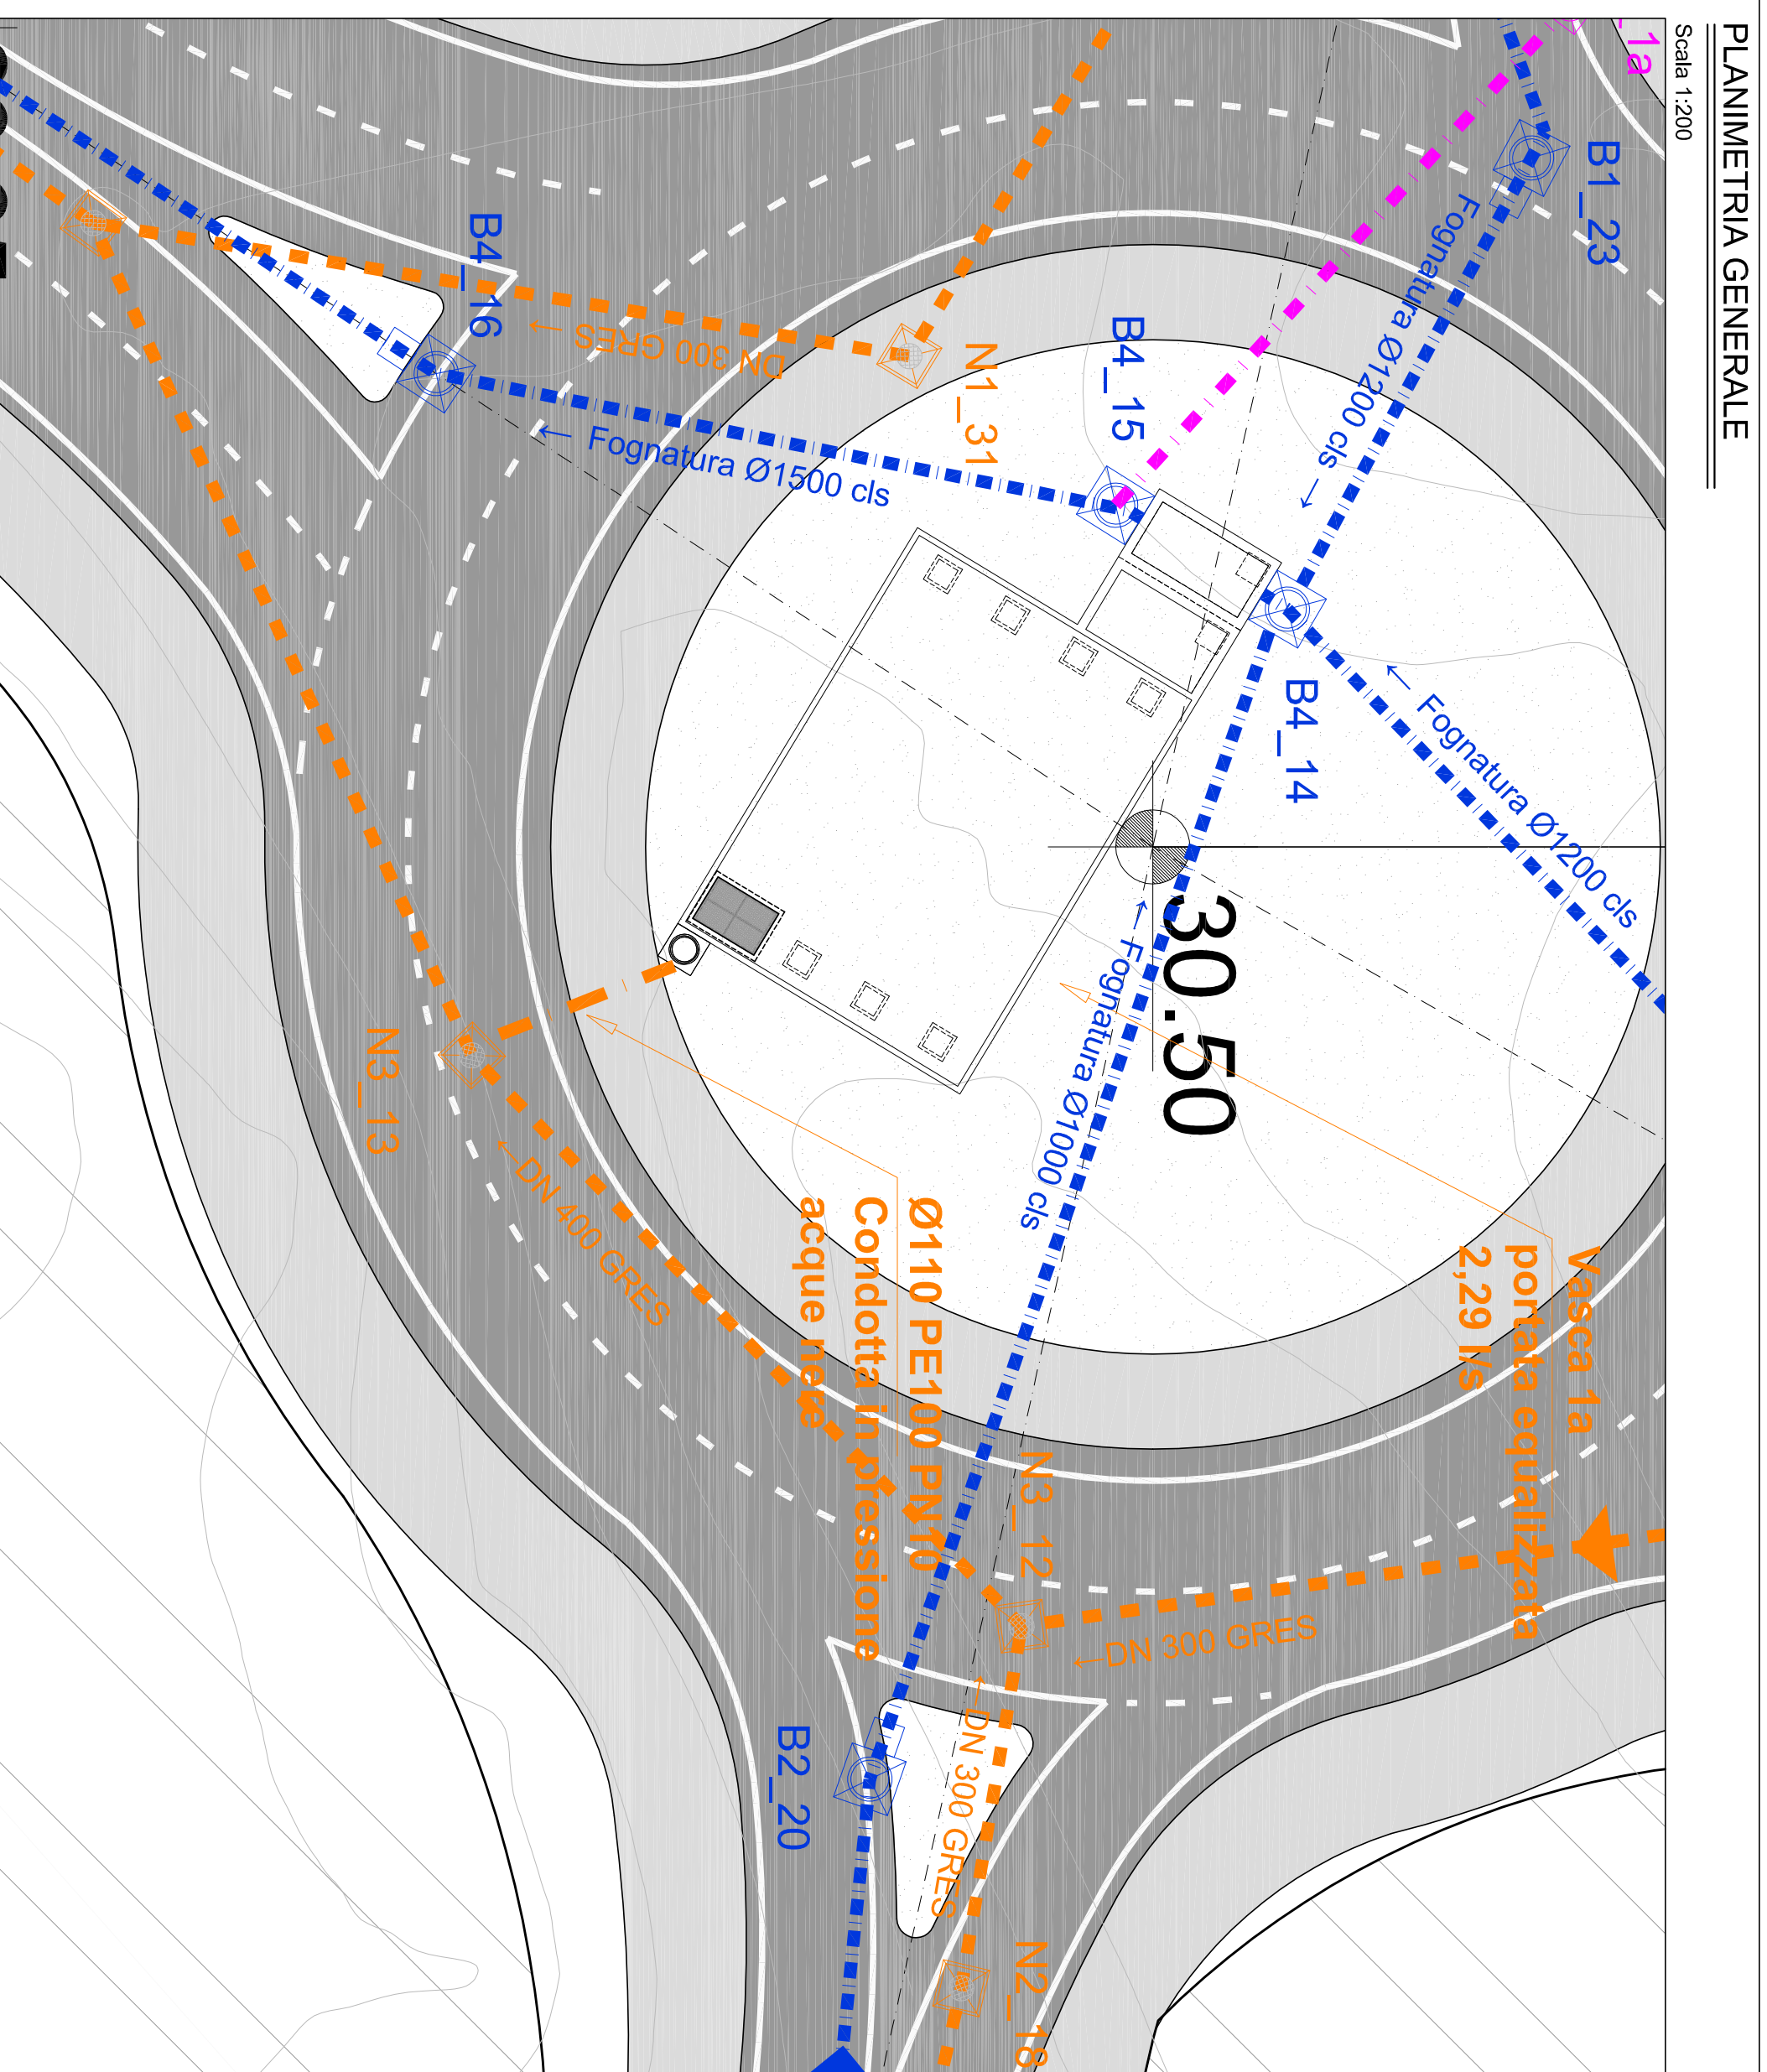 PLANIMETRIA GENERALE
Scala 1:200
1a
B1_23
Fognatura Ø1200 cls
B4_16
DN 300 GRES
N1_31
B4_15
Fognatura Ø1500 cls
B4_14
Fognatura Ø1200 cls
30.50
Fognatura Ø1000 cls
N3_13
DN 400 GRES
Vasca 1a
portata equalizzata
2,29 l/s
Ø110 PE100 PN10
Condotta in pressione
acque nere
N3_12
DN 300 GRES
DN 300 GRES
B2_20
N2_18